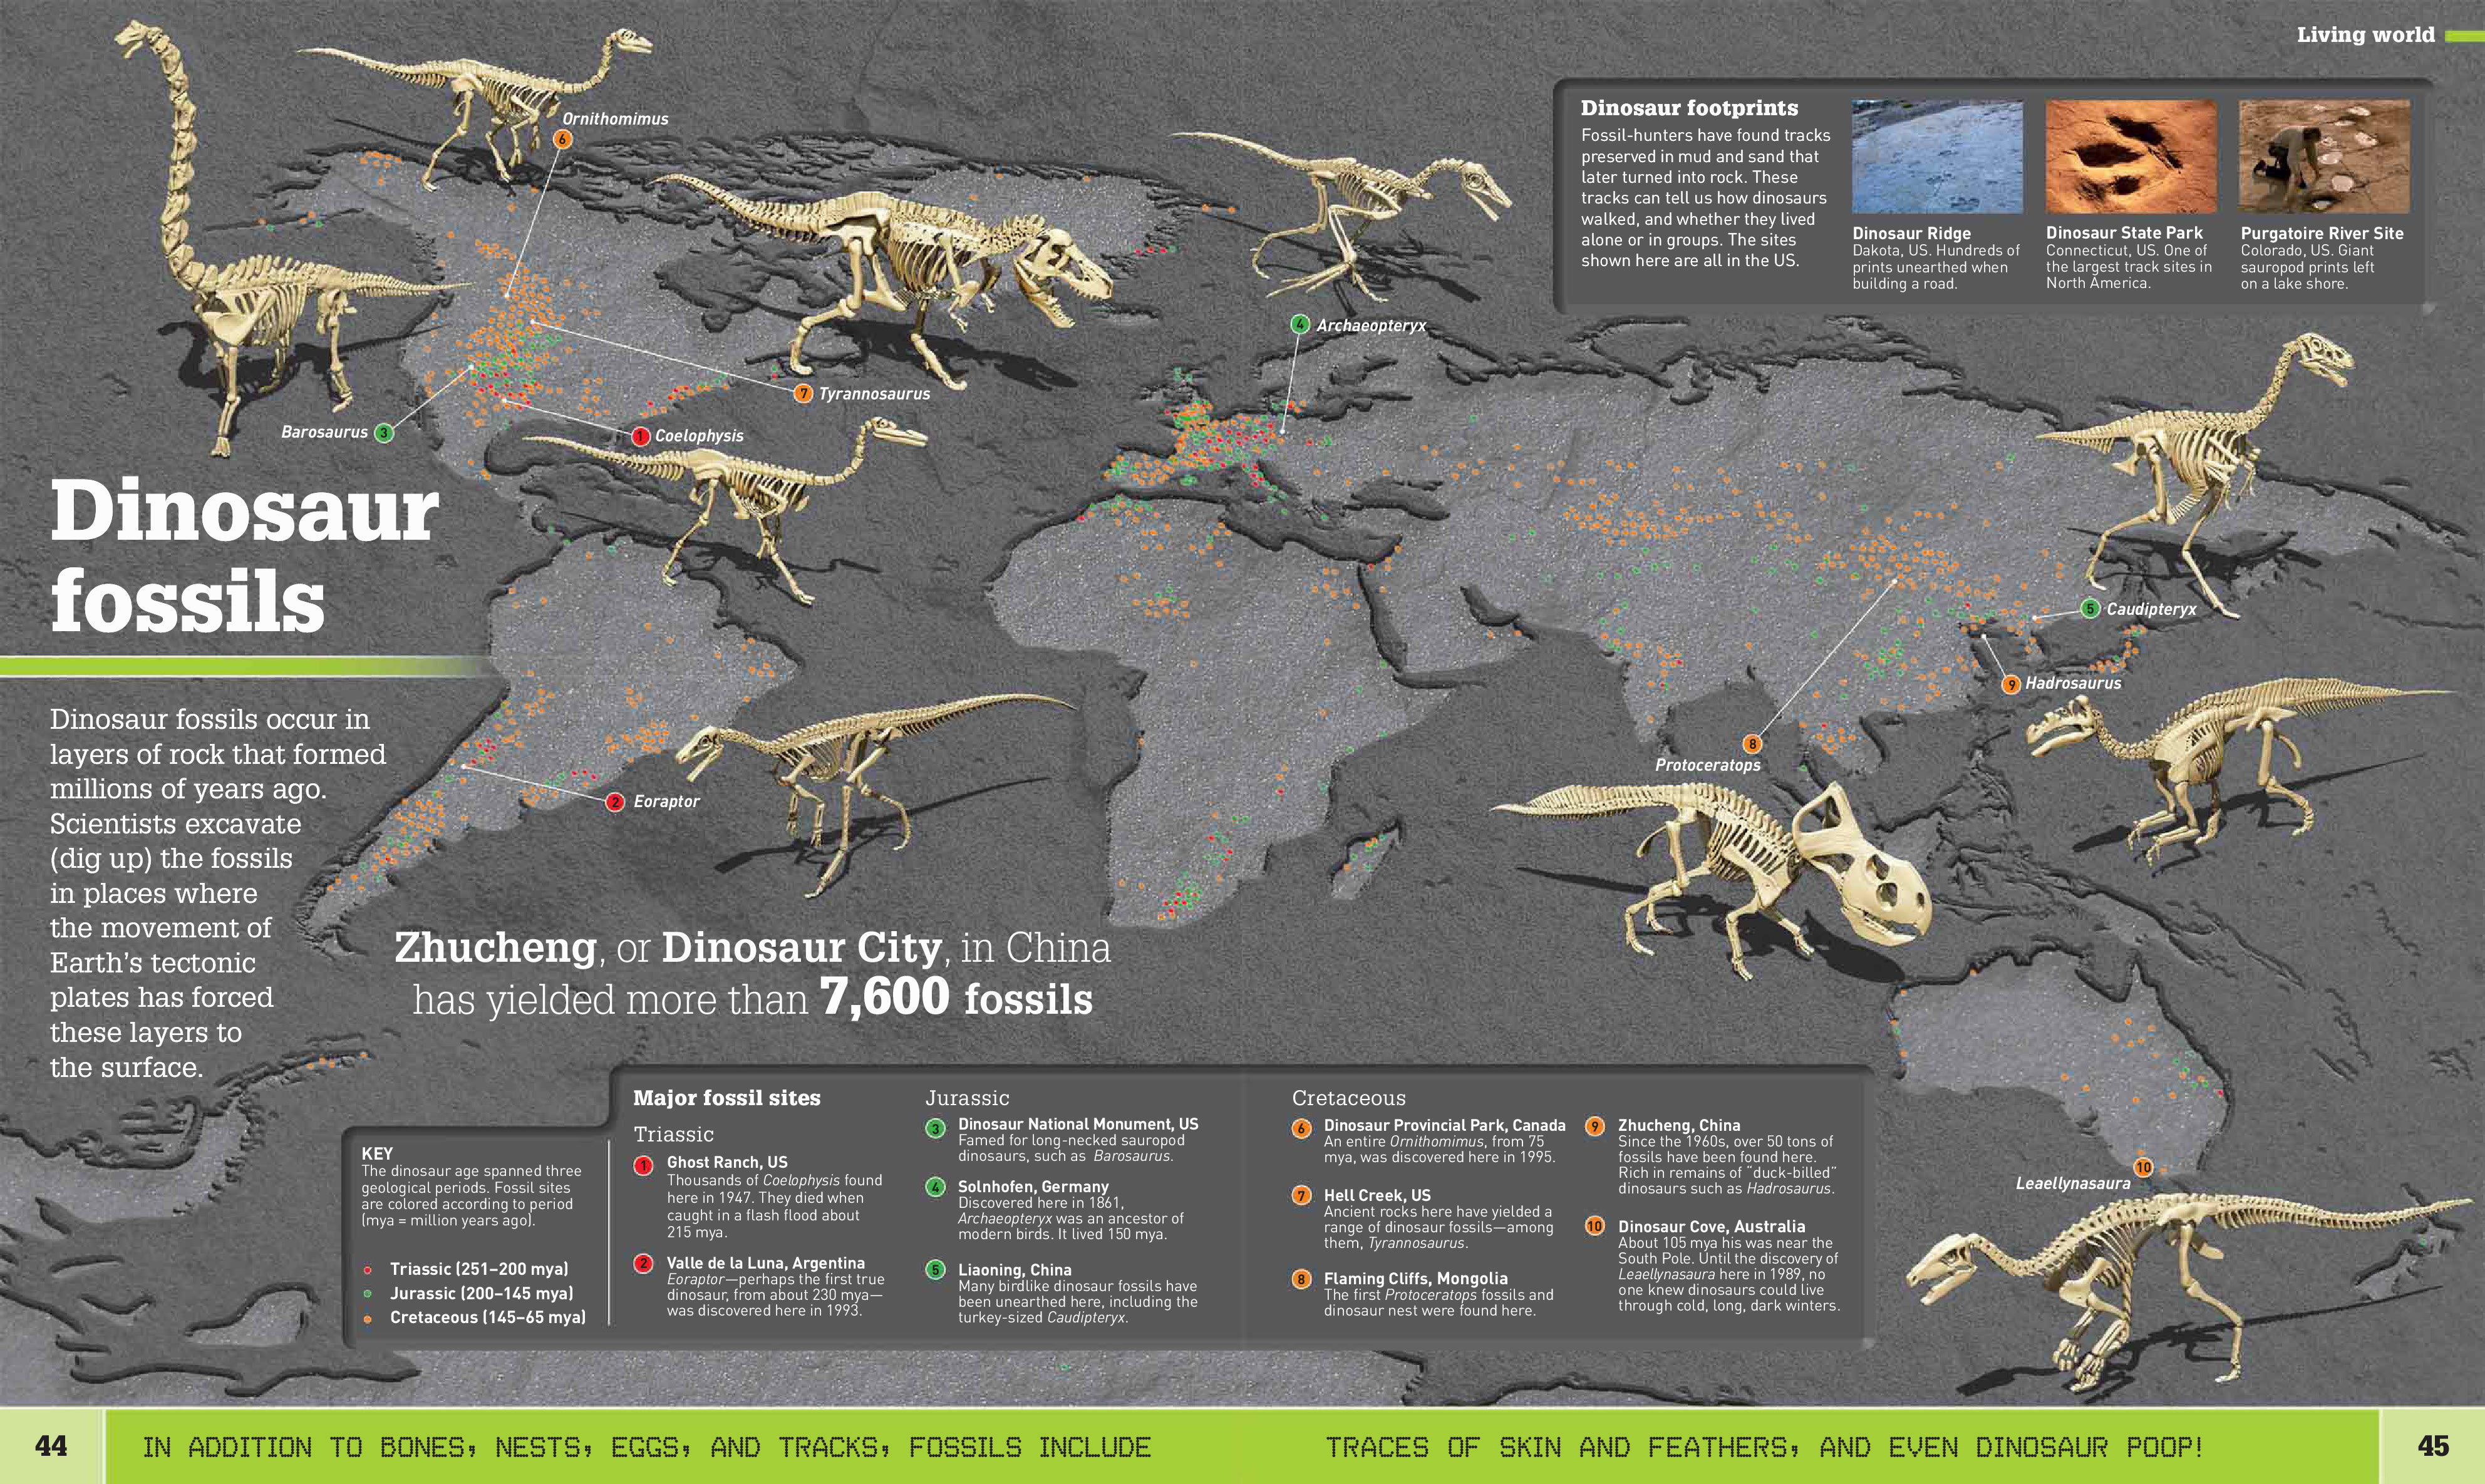 Living world
Dinosaur footprints
Fossil-hunters have found tracks
preserved in mud and sand that
later turned into rock. These
tracks can tell us how dinosaurs
walked, and whether they lived
alone or in groups. The sites
shown here are all in the US.
Dinosaur Ridge
Dakota, US. Hundreds of
prints unearthed when
building a road.
Dinosaur State Park
Connecticut, US. One of
the largest track sites in
North America.
Purgatoire River Site
Colorado, US. Giant
sauropod prints left
on a lake shore.
Ornithomimus
6
4 Archaeopteryx
7 Tyrannosaurus
Barosaurus 3
1 Coelophysis
5 Caudipteryx
9 Hadrosaurus
8
Protoceratops
2 Eoraptor
10
Leaellynasaura
Dinosaur
fossils
Dinosaur fossils occur in
layers of rock that formed
millions of years ago.
Scientists excavate
(dig up) the fossils
in places where
the movement of
Earth's tectonic
plates has forced
these layers to
the surface.
Zhucheng, or Dinosaur City, in China
has yielded more than 7,600 fossils
KEY
The dinosaur age spanned three
geological periods. Fossil sites
are colored according to period
(mya = million years ago).
Triassic (251–200 mya)
Jurassic (200–145 mya)
Cretaceous (145–65 mya)
Major fossil sites
Triassic
1 Ghost Ranch, US
Thousands of Coelophysis found
here in 1947. They died when
caught in a flash flood about
215 mya.
2 Valle de la Luna, Argentina
Eoraptor—perhaps the first true
dinosaur, from about 230 mya—
was discovered here in 1993.
Jurassic
3 Dinosaur National Monument, US
Famed for long-necked sauropod
dinosaurs, such as Barosaurus.
4 Solnhofen, Germany
Discovered here in 1861,
Archaeopteryx was an ancestor of
modern birds. It lived 150 mya.
5 Liaoning, China
Many birdlike dinosaur fossils have
been unearthed here, including the
turkey-sized Caudipteryx.
Cretaceous
6 Dinosaur Provincial Park, Canada
An entire Ornithomimus, from 75
mya, was discovered here in 1995.
7 Hell Creek, US
Ancient rocks here have yielded a
range of dinosaur fossils—among
them, Tyrannosaurus.
8 Flaming Cliffs, Mongolia
The first Protoceratops fossils and
dinosaur nest were found here.
9 Zhucheng, China
Since the 1960s, over 50 tons of
fossils have been found here.
Rich in remains of "duck-billed"
dinosaurs such as Hadrosaurus.
10 Dinosaur Cove, Australia
About 105 mya his was near the
South Pole. Until the discovery of
Leaellynasaura here in 1989, no
one knew dinosaurs could live
through cold, long, dark winters.
44
IN ADDITION TO BONES, NESTS, EGGS, AND TRACKS, FOSSILS INCLUDE
TRACES OF SKIN AND FEATHERS, AND EVEN DINOSAUR POOP!
45